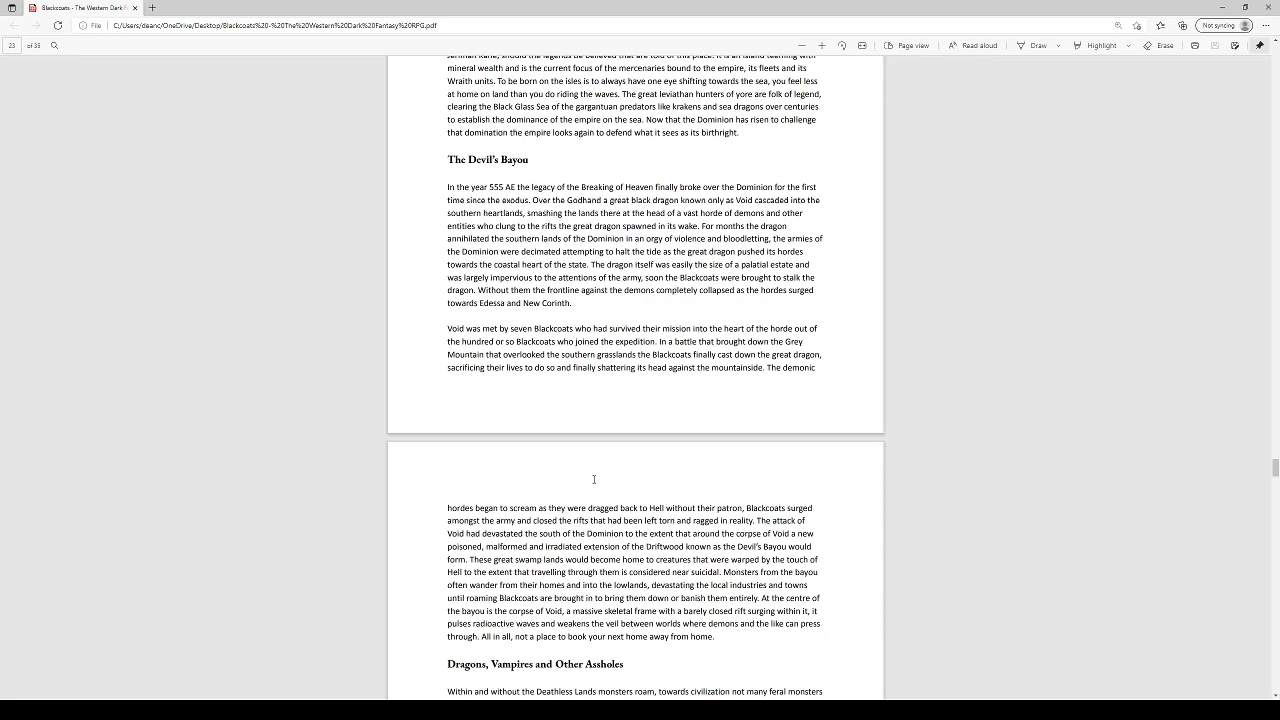 Blackcoats - The Western Dark F
File
C:/Users/deanc/OneDrive/Desktop/Blackcoats%20-%20The%20Western%20Dark%20Fantasy%20RPG.pdf
Not syncing
23 of 35
Page view
Read aloud
Draw
Highlight
Erase
mineral wealth and is the current focus of the mercenaries bound to the empire, its fleets and its
Wraith units. To be born on the isles is to always have one eye shifting towards the sea, you feel less
at home on land than you do riding the waves. The great leviathan hunters of yore are folk of legend,
clearing the Black Glass Sea of the gargantuan predators like krakens and sea dragons over centuries
to establish the dominance of the empire on the sea. Now that the Dominion has risen to challenge
that domination the empire looks again to defend what it sees as its birthright.
The Devil's Bayou
In the year 555 AE the legacy of the Breaking of Heaven finally broke over the Dominion for the first
time since the exodus. Over the Godhand a great black dragon known only as Void cascaded into the
southern heartlands, smashing the lands there at the head of a vast horde of demons and other
entities who clung to the rifts the great dragon spawned in its wake. For months the dragon
annihilated the southern lands of the Dominion in an orgy of violence and bloodletting, the armies of
the Dominion were decimated attempting to halt the tide as the great dragon pushed its hordes
towards the coastal heart of the state. The dragon itself was easily the size of a palatial estate and
was largely impervious to the attentions of the army, soon the Blackcoats were brought to stalk the
dragon. Without them the frontline against the demons completely collapsed as the hordes surged
towards Edessa and New Corinth.
Void was met by seven Blackcoats who had survived their mission into the heart of the horde out of
the hundred or so Blackcoats who joined the expedition. In a battle that brought down the Grey
Mountain that overlooked the southern grasslands the Blackcoats finally cast down the great dragon,
sacrificing their lives to do so and finally shattering its head against the mountainside. The demonic
hordes began to scream as they were dragged back to Hell without their patron, Blackcoats surged
amongst the army and closed the rifts that had been left torn and ragged in reality. The attack of
Void had devastated the south of the Dominion to the extent that around the corpse of Void a new
poisoned, malformed and irradiated extension of the Driftwood known as the Devil's Bayou would
form. These great swamp lands would become home to creatures that were warped by the touch of
Hell to the extent that travelling through them is considered near suicidal. Monsters from the bayou
often wander from their homes and into the lowlands, devastating the local industries and towns
until roaming Blackcoats are brought in to bring them down or banish them entirely. At the centre of
the bayou is the corpse of Void, a massive skeletal frame with a barely closed rift surging within it, it
pulses radioactive waves and weakens the veil between worlds where demons and the like can press
through. All in all, not a place to book your next home away from home.
Dragons, Vampires and Other Assholes
Within and without the Deathless Lands monsters roam, towards civilization not many feral monsters